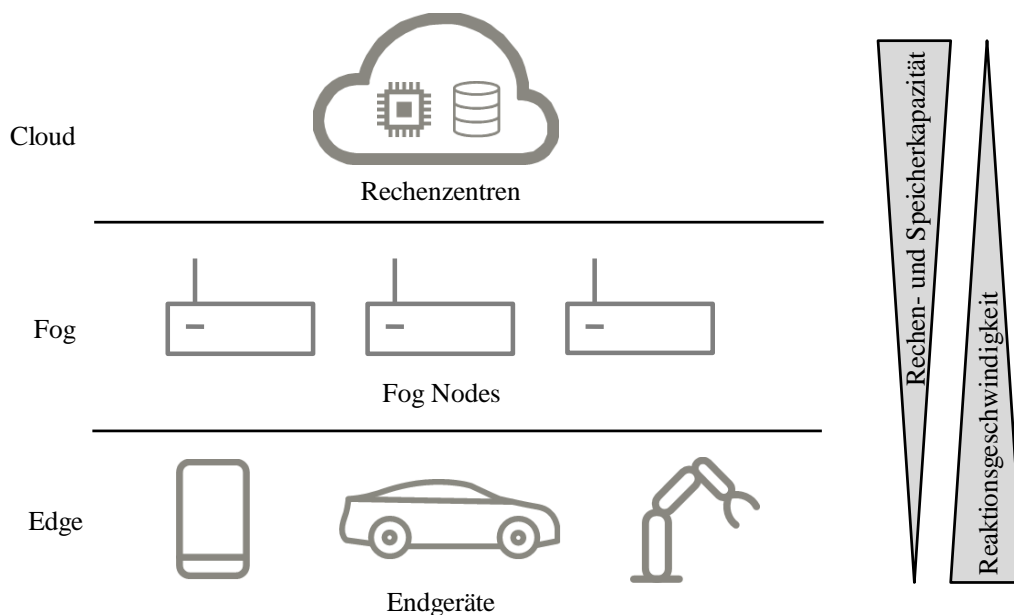 Cloud
Rechenzentren
Fog
Fog Nodes
Edge
Endgeräte
Rechen- und Speicherkapazität
Reaktionsgeschwindigkeit